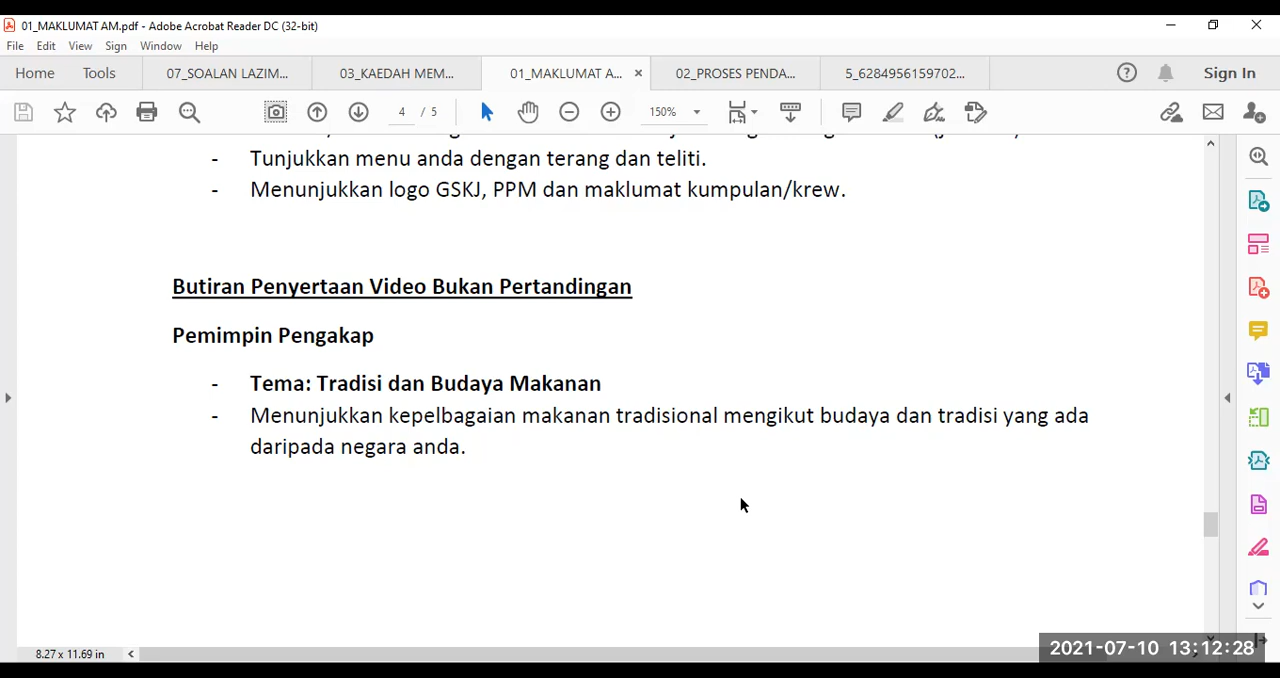 01_MAKLUMAT AM.pdf - Adobe Acrobat Reader DC (32-bit)
File Edit View Sign Window Help
Home Tools 07_SOALAN LAZIM... 03_KAEDAH MEM... 01_MAKLUMAT A... × 02_PROSES PENDA... 5_6284956159702... Sign In
4 / 5 150%
- Tunjukkan menu anda dengan terang dan teliti.
- Menunjukkan logo GSKJ, PPM dan maklumat kumpulan/krew.
Butiran Penyertaan Video Bukan Pertandingan
Pemimpin Pengakap
- Tema: Tradisi dan Budaya Makanan
- Menunjukkan kepelbagaian makanan tradisional mengikut budaya dan tradisi yang ada
daripada negara anda.
8.27 x 11.69 in
2021-07-10 13:12:28